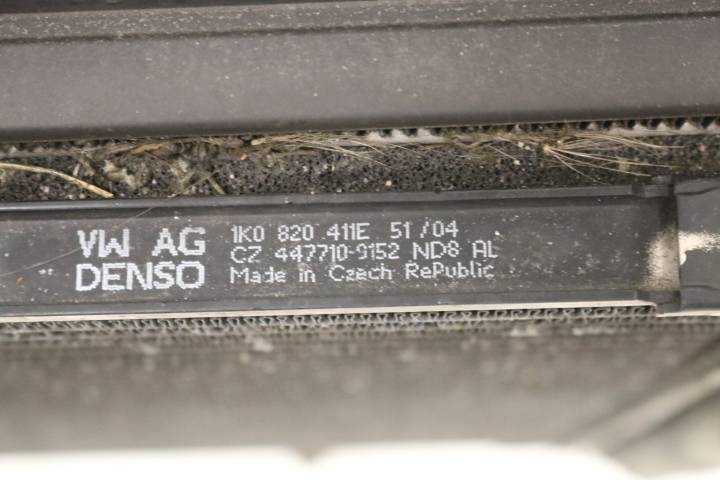 VW AG
DENSO
1K0 820 411E 51/04
CZ 447710-9152 ND8 AL
Made in Czech RePublic